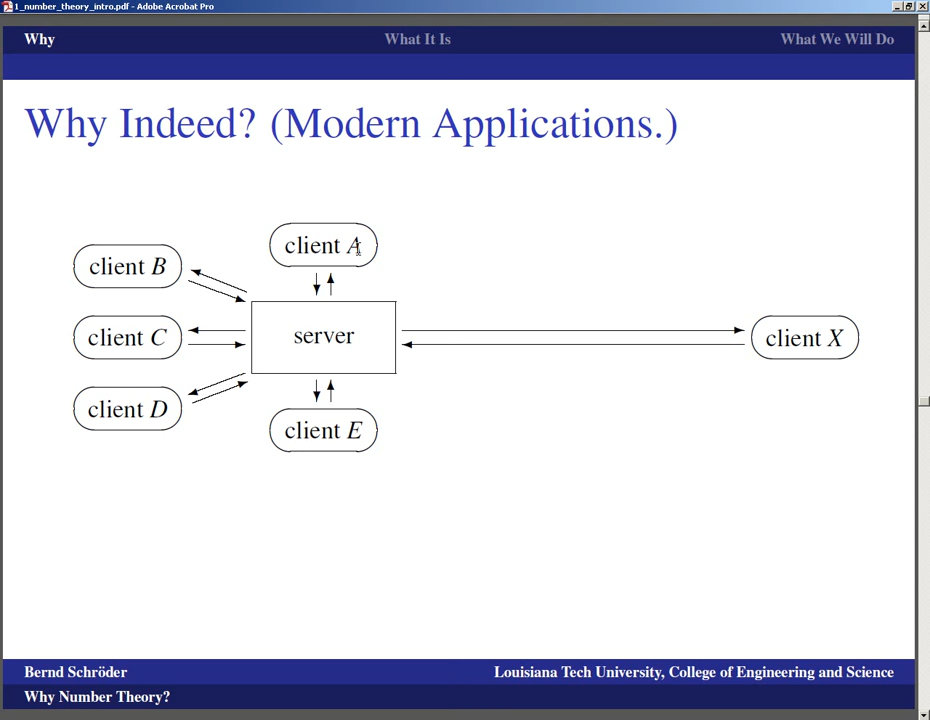 1_number_theory_intro.pdf - Adobe Acrobat Pro
Why What It Is What We Will Do
Why Indeed? (Modern Applications.)
client A
client B
client C
server
client X
client D
client E
Bernd Schröder Louisiana Tech University, College of Engineering and Science
Why Number Theory?